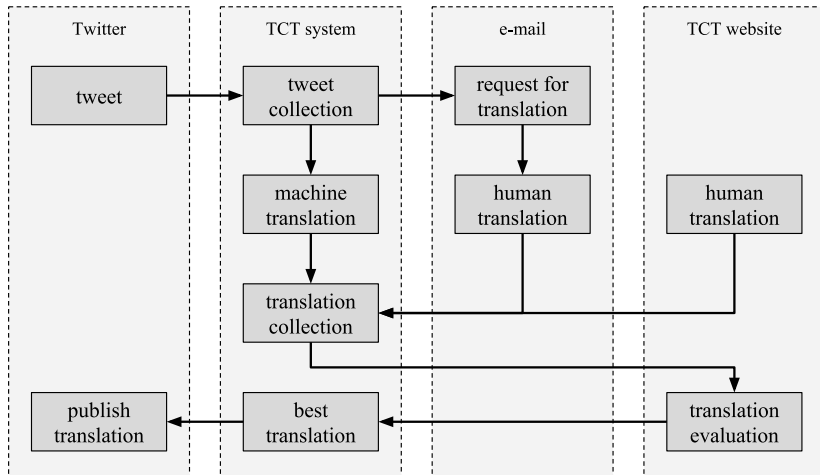 Twitter
TCT system
e-mail
TCT website
tweet
tweet
collection
request for
translation
machine
translation
human
translation
human
translation
translation
collection
publish
translation
best
translation
translation
evaluation